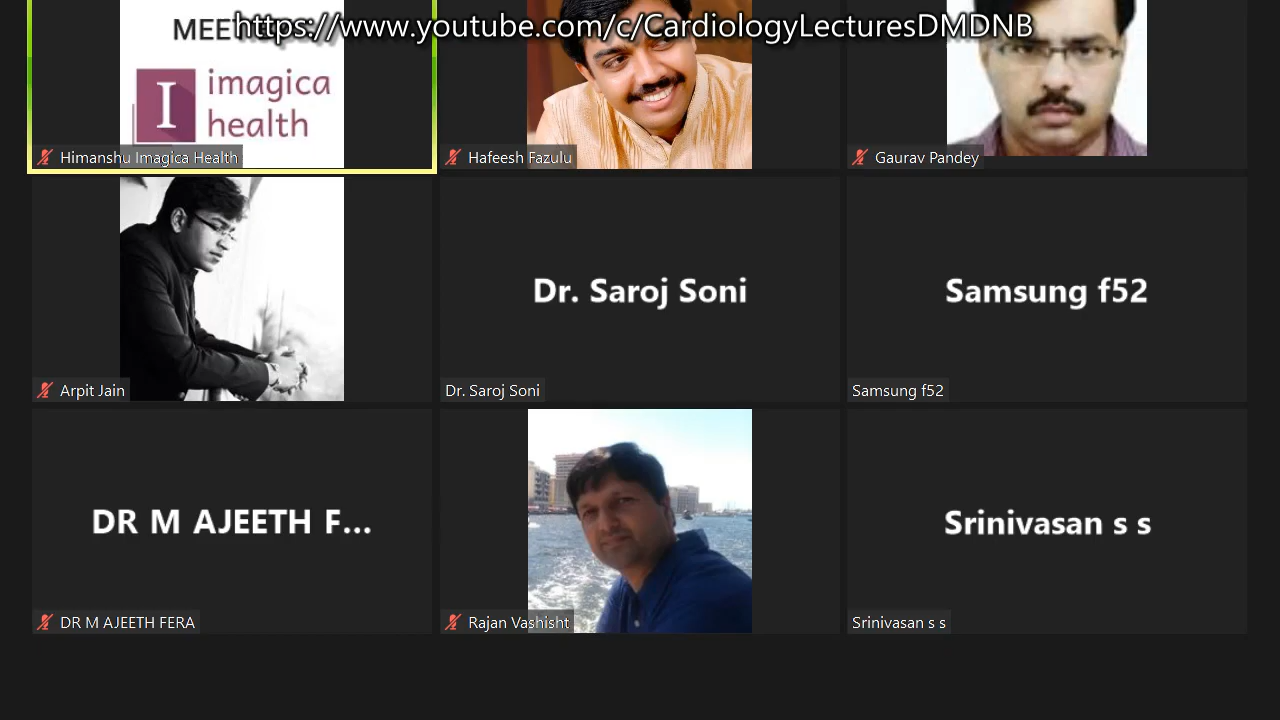 MEE
https://www.youtube.com/c/CardiologyLecturesDMDNB
I imagica
health
Himanshu Imagica Health
Hafeesh Fazulu
Gaurav Pandey
Arpit Jain
Dr. Saroj Soni
Dr. Saroj Soni
Samsung f52
Samsung f52
DR M AJEETH F...
DR M AJEETH FERA
Rajan Vashisht
Srinivasan s s
Srinivasan s s